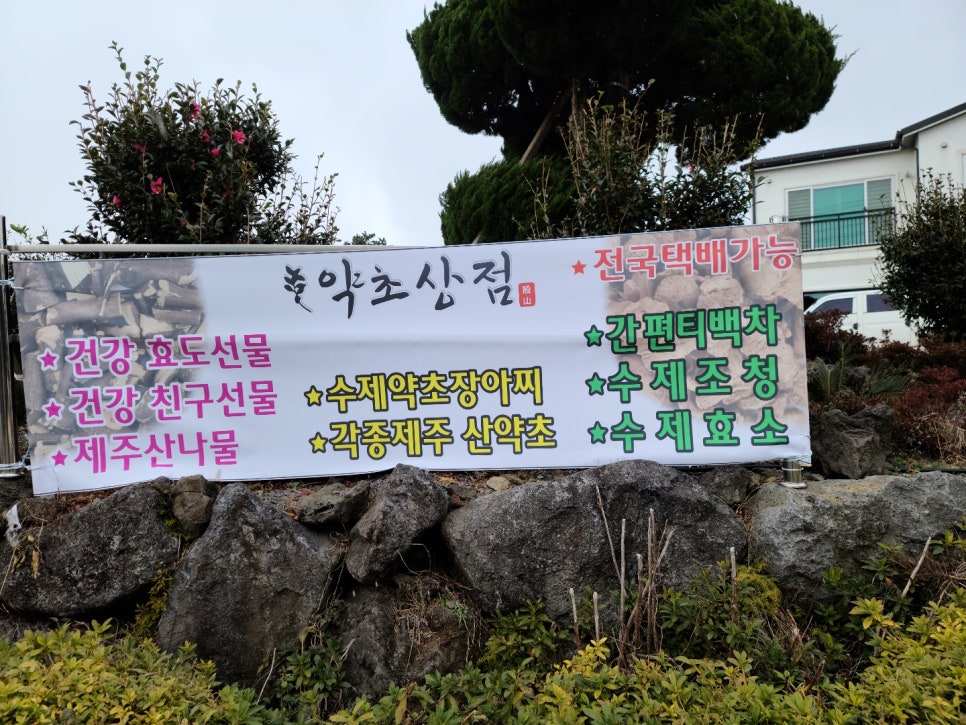 약초상점
★전국택배가능
★건강 효도선물
★건강 친구선물
★제주산나물
★수제약초장아찌
★각종제주 산약초
★간편티백차
★수제조청
★수제효소